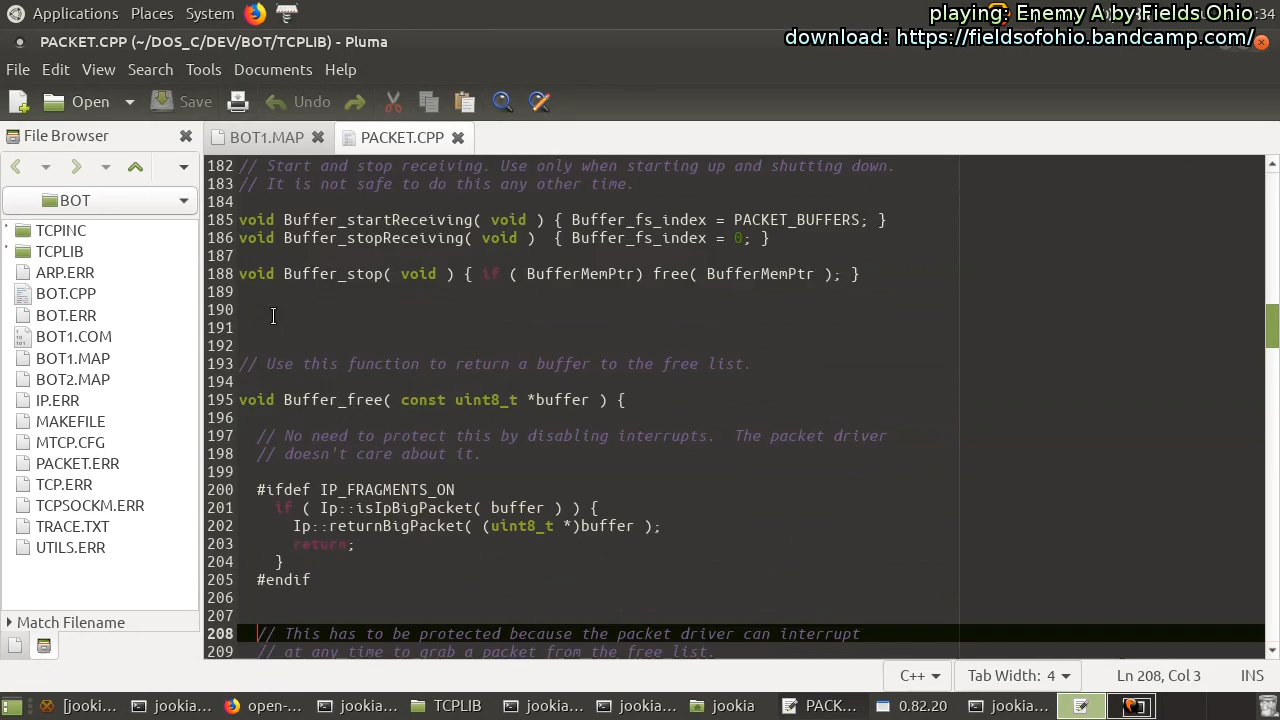 Applications Places System
playing: Enemy A by Fields Ohio :34
download: https://fieldsofohio.bandcamp.com/
PACKET.CPP (~/DOS_C/DEV/BOT/TCPLIB) - Pluma
File Edit View Search Tools Documents Help
Open Save Undo
File Browser
BOT1.MAP PACKET.CPP
BOT
TCPINC
TCPLIB
ARP.ERR
BOT.CPP
BOT.ERR
BOT1.COM
BOT1.MAP
BOT2.MAP
IP.ERR
MAKEFILE
MTCP.CFG
PACKET.ERR
TCP.ERR
TCPSOCKM.ERR
TRACE.TXT
UTILS.ERR
Match Filename
182 // Start and stop receiving. Use only when starting up and shutting down.
183 // It is not safe to do this any other time.
184
185 void Buffer_startReceiving( void ) { Buffer_fs_index = PACKET_BUFFERS; }
186 void Buffer_stopReceiving( void )  { Buffer_fs_index = 0; }
187
188 void Buffer_stop( void ) { if ( BufferMemPtr) free( BufferMemPtr ); }
189
190
191
192
193 // Use this function to return a buffer to the free list.
194
195 void Buffer_free( const uint8_t *buffer ) {
196
197   // No need to protect this by disabling interrupts.  The packet driver
198   // doesn't care about it.
199
200   #ifdef IP_FRAGMENTS_ON
201     if ( Ip::isIpBigPacket( buffer ) ) {
202       Ip::returnBigPacket( (uint8_t *)buffer );
203       return;
204     }
205   #endif
206
207
208   // This has to be protected because the packet driver can interrupt
209   // at any time to grab a packet from the free list.
C++ Tab Width: 4 Ln 208, Col 3 INS
[jooki... jookia... open-... jookia... TCPLIB jookia... jookia... jookia PACK... 0.82.20 jookia...